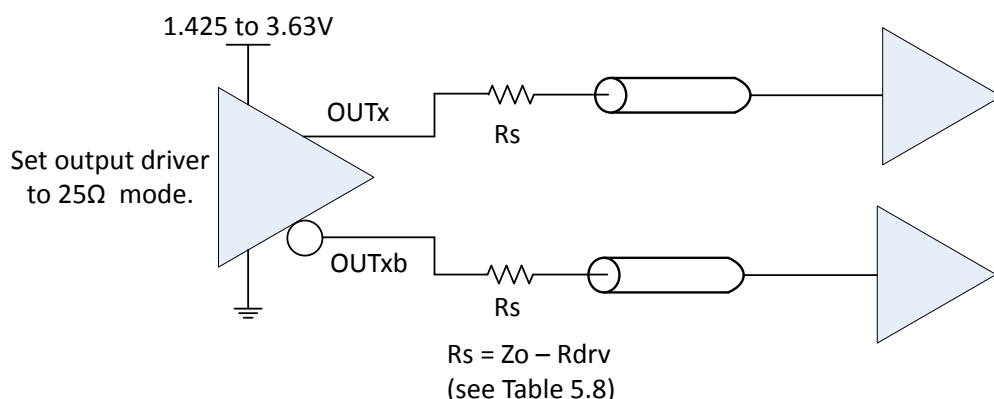 1.425 to 3.63V
OUTx
Rs
Set output driver
to 25Ω mode.
OUTxb
Rs
Rs = Zo – Rdrv
(see Table 5.8)